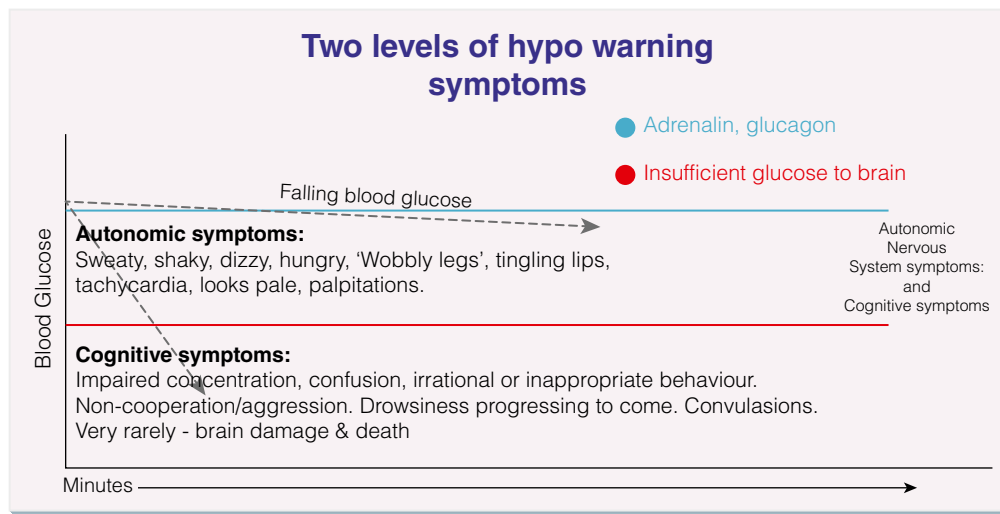 Two levels of hypo warning
symptoms
Adrenalin, glucagon
Insufficient glucose to brain
Falling blood glucose
Blood Glucose
Autonomic symptoms:
Sweaty, shaky, dizzy, hungry, ‘Wobbly legs’, tingling lips,
tachycardia, looks pale, palpitations.
Autonomic
Nervous
System symptoms:
and
Cognitive symptoms
Cognitive symptoms:
Impaired concentration, confusion, irrational or inappropriate behaviour.
Non-cooperation/aggression. Drowsiness progressing to come. Convulasions.
Very rarely - brain damage & death
Minutes